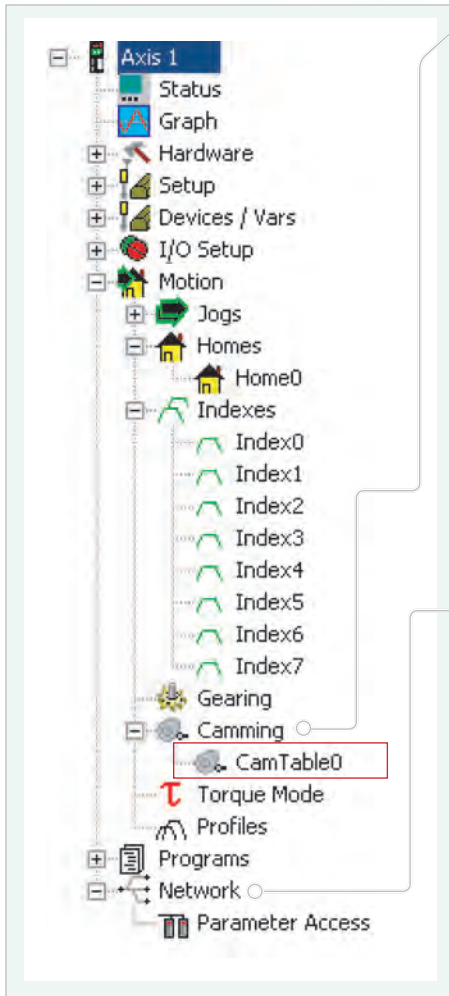 Axis 1
Status
Graph
Hardware
Setup
Devices / Vars
I/O Setup
Motion
Jogs
Homes
Home0
Indexes
Index0
Index1
Index2
Index3
Index4
Index5
Index6
Index7
Gearing
Camming
CamTable0
Torque Mode
Profiles
Programs
Network
Parameter Access